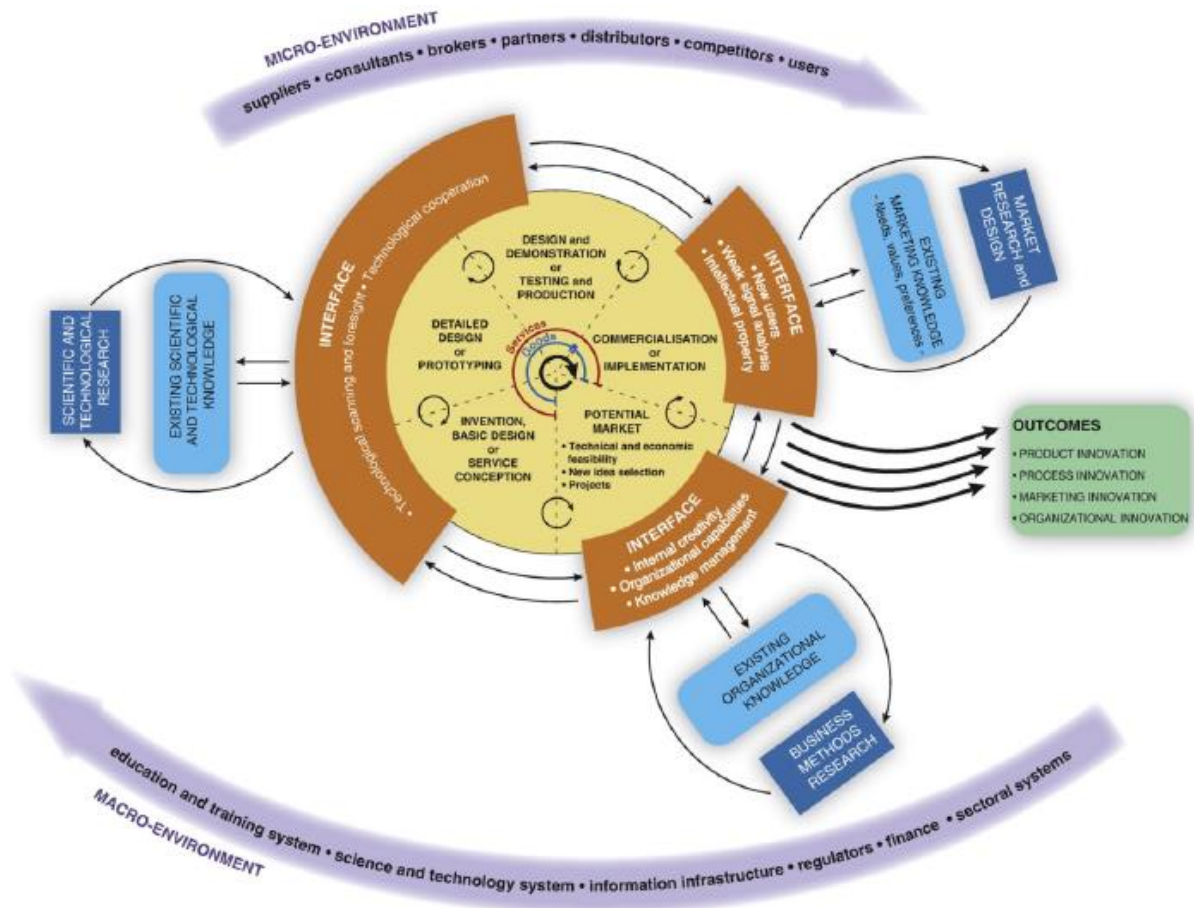 MICRO-ENVIRONMENT
suppliers • consultants • brokers • partners • distributors • competitors • users
INTERFACE
• Technological scanning and foresight • Technological cooperation
SCIENTIFIC AND
TECHNOLOGICAL
RESEARCH
EXISTING SCIENTIFIC
AND TECHNOLOGICAL
KNOWLEDGE
DESIGN and
DEMONSTRATION
or
TESTING and
PRODUCTION
DETAILED
DESIGN
or
PROTOTYPING
Services
Goods
COMMERCIALISATION
or
IMPLEMENTATION
INVENTION,
BASIC DESIGN
or
SERVICE
CONCEPTION
POTENTIAL
MARKET
• Technical and economic
feasibility
• New idea selection
• Projects
INTERFACE
• New users
• Weak signal analysis
• Intellectual property
EXISTING
MARKETING KNOWLEDGE
- Needs, values, preferences -
MARKET
RESEARCH and
DESIGN
INTERFACE
• Internal creativity
• Organizational capabilities
• Knowledge management
EXISTING
ORGANIZATIONAL
KNOWLEDGE
BUSINESS
METHODS
RESEARCH
OUTCOMES
• PRODUCT INNOVATION
• PROCESS INNOVATION
• MARKETING INNOVATION
• ORGANIZATIONAL INNOVATION
education and training system • science and technology system • information infrastructure • regulators • finance • sectoral systems
MACRO-ENVIRONMENT